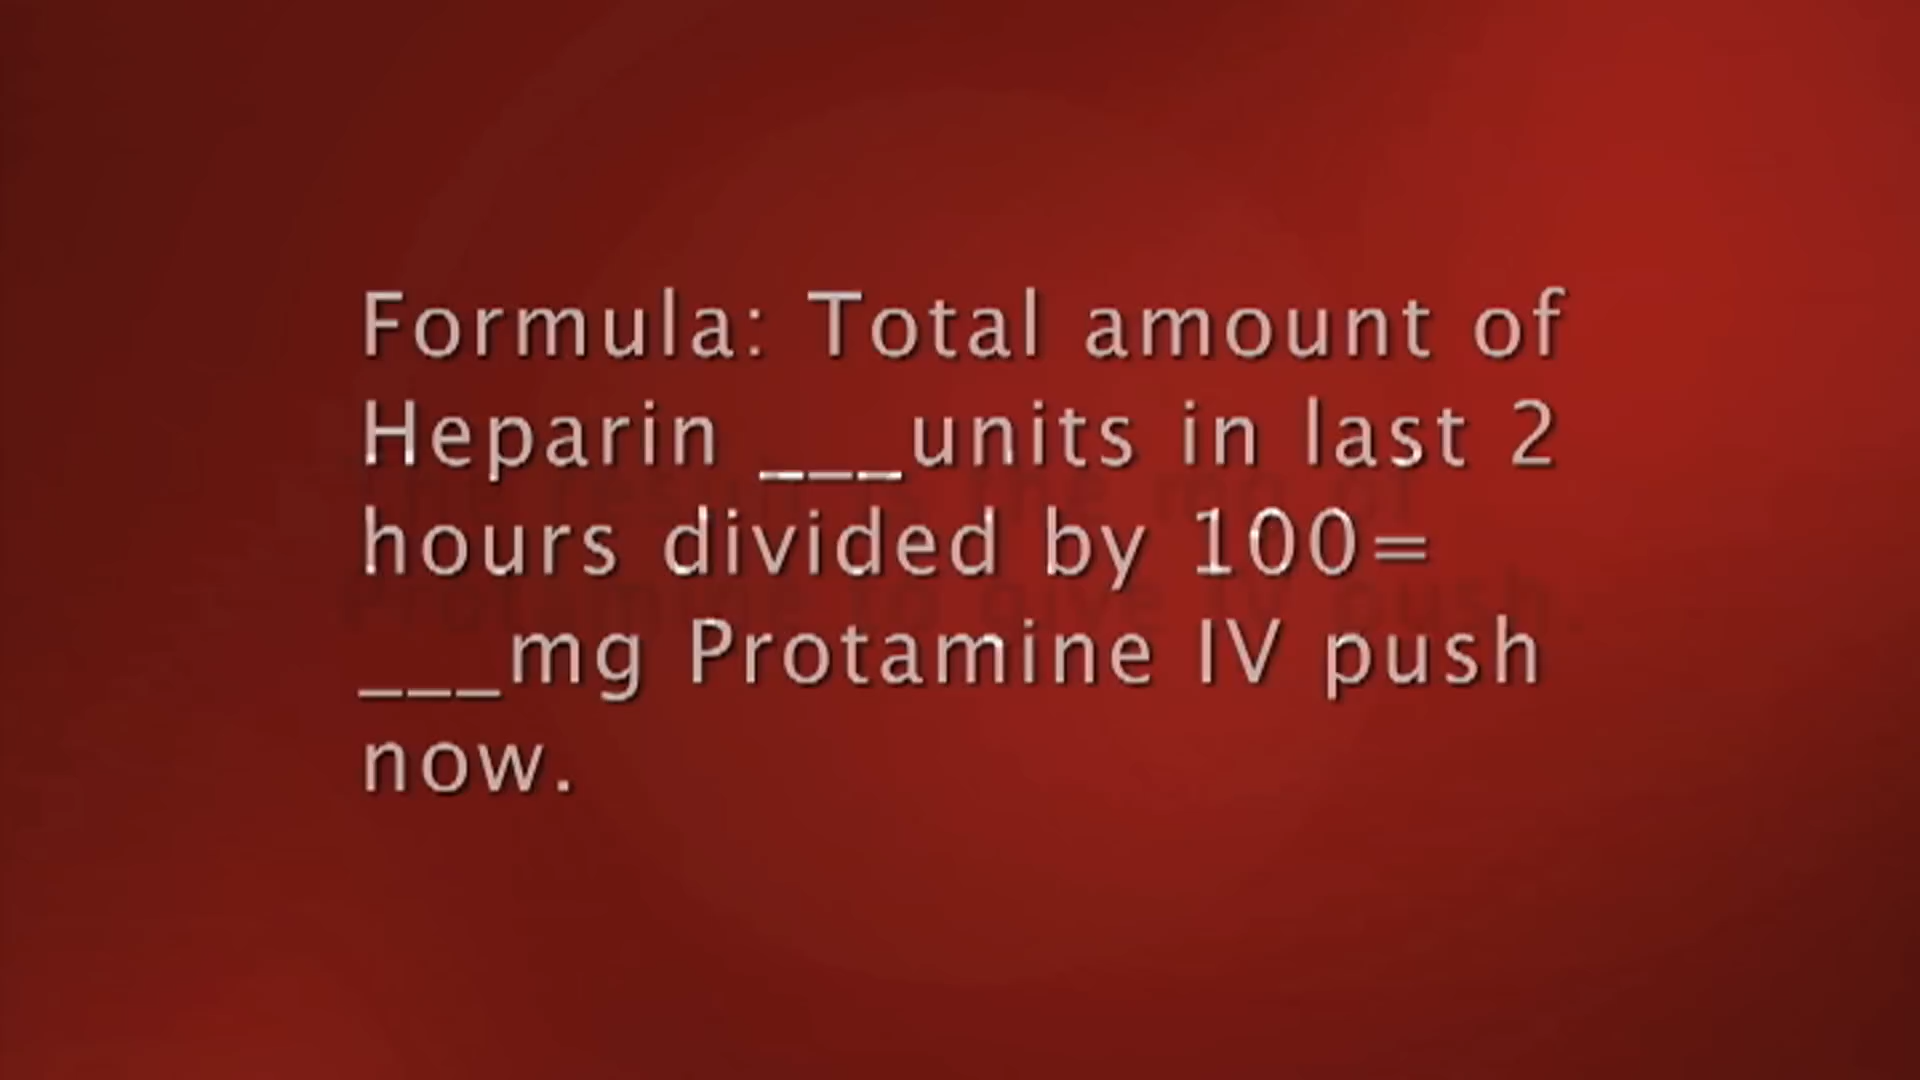 Formula: Total amount of
Heparin ___units in last 2
hours divided by 100=
___mg Protamine IV push
now.